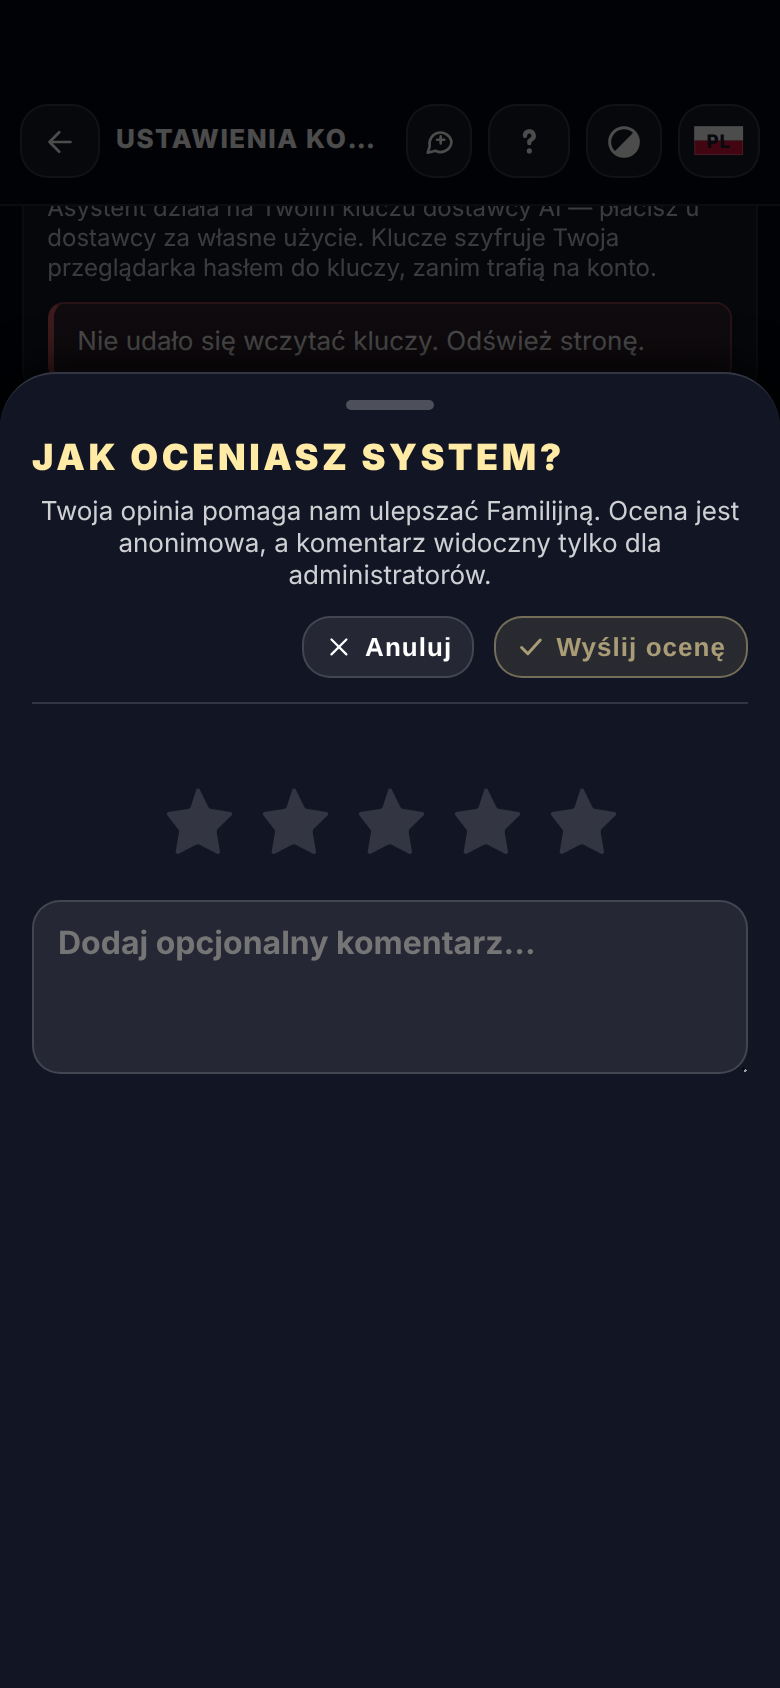 USTAWIENIA KO...
PL
Asystent działa na Twoim kluczu dostawcy AI — płacisz u
dostawcy za własne użycie. Klucze szyfruje Twoja
przeglądarka hasłem do kluczy, zanim trafią na konto.
Nie udało się wczytać kluczy. Odśwież stronę.
JAK OCENIASZ SYSTEM?
Twoja opinia pomaga nam ulepszać Familijną. Ocena jest
anonimowa, a komentarz widoczny tylko dla
administratorów.
Anuluj
Wyślij ocenę
Dodaj opcjonalny komentarz...